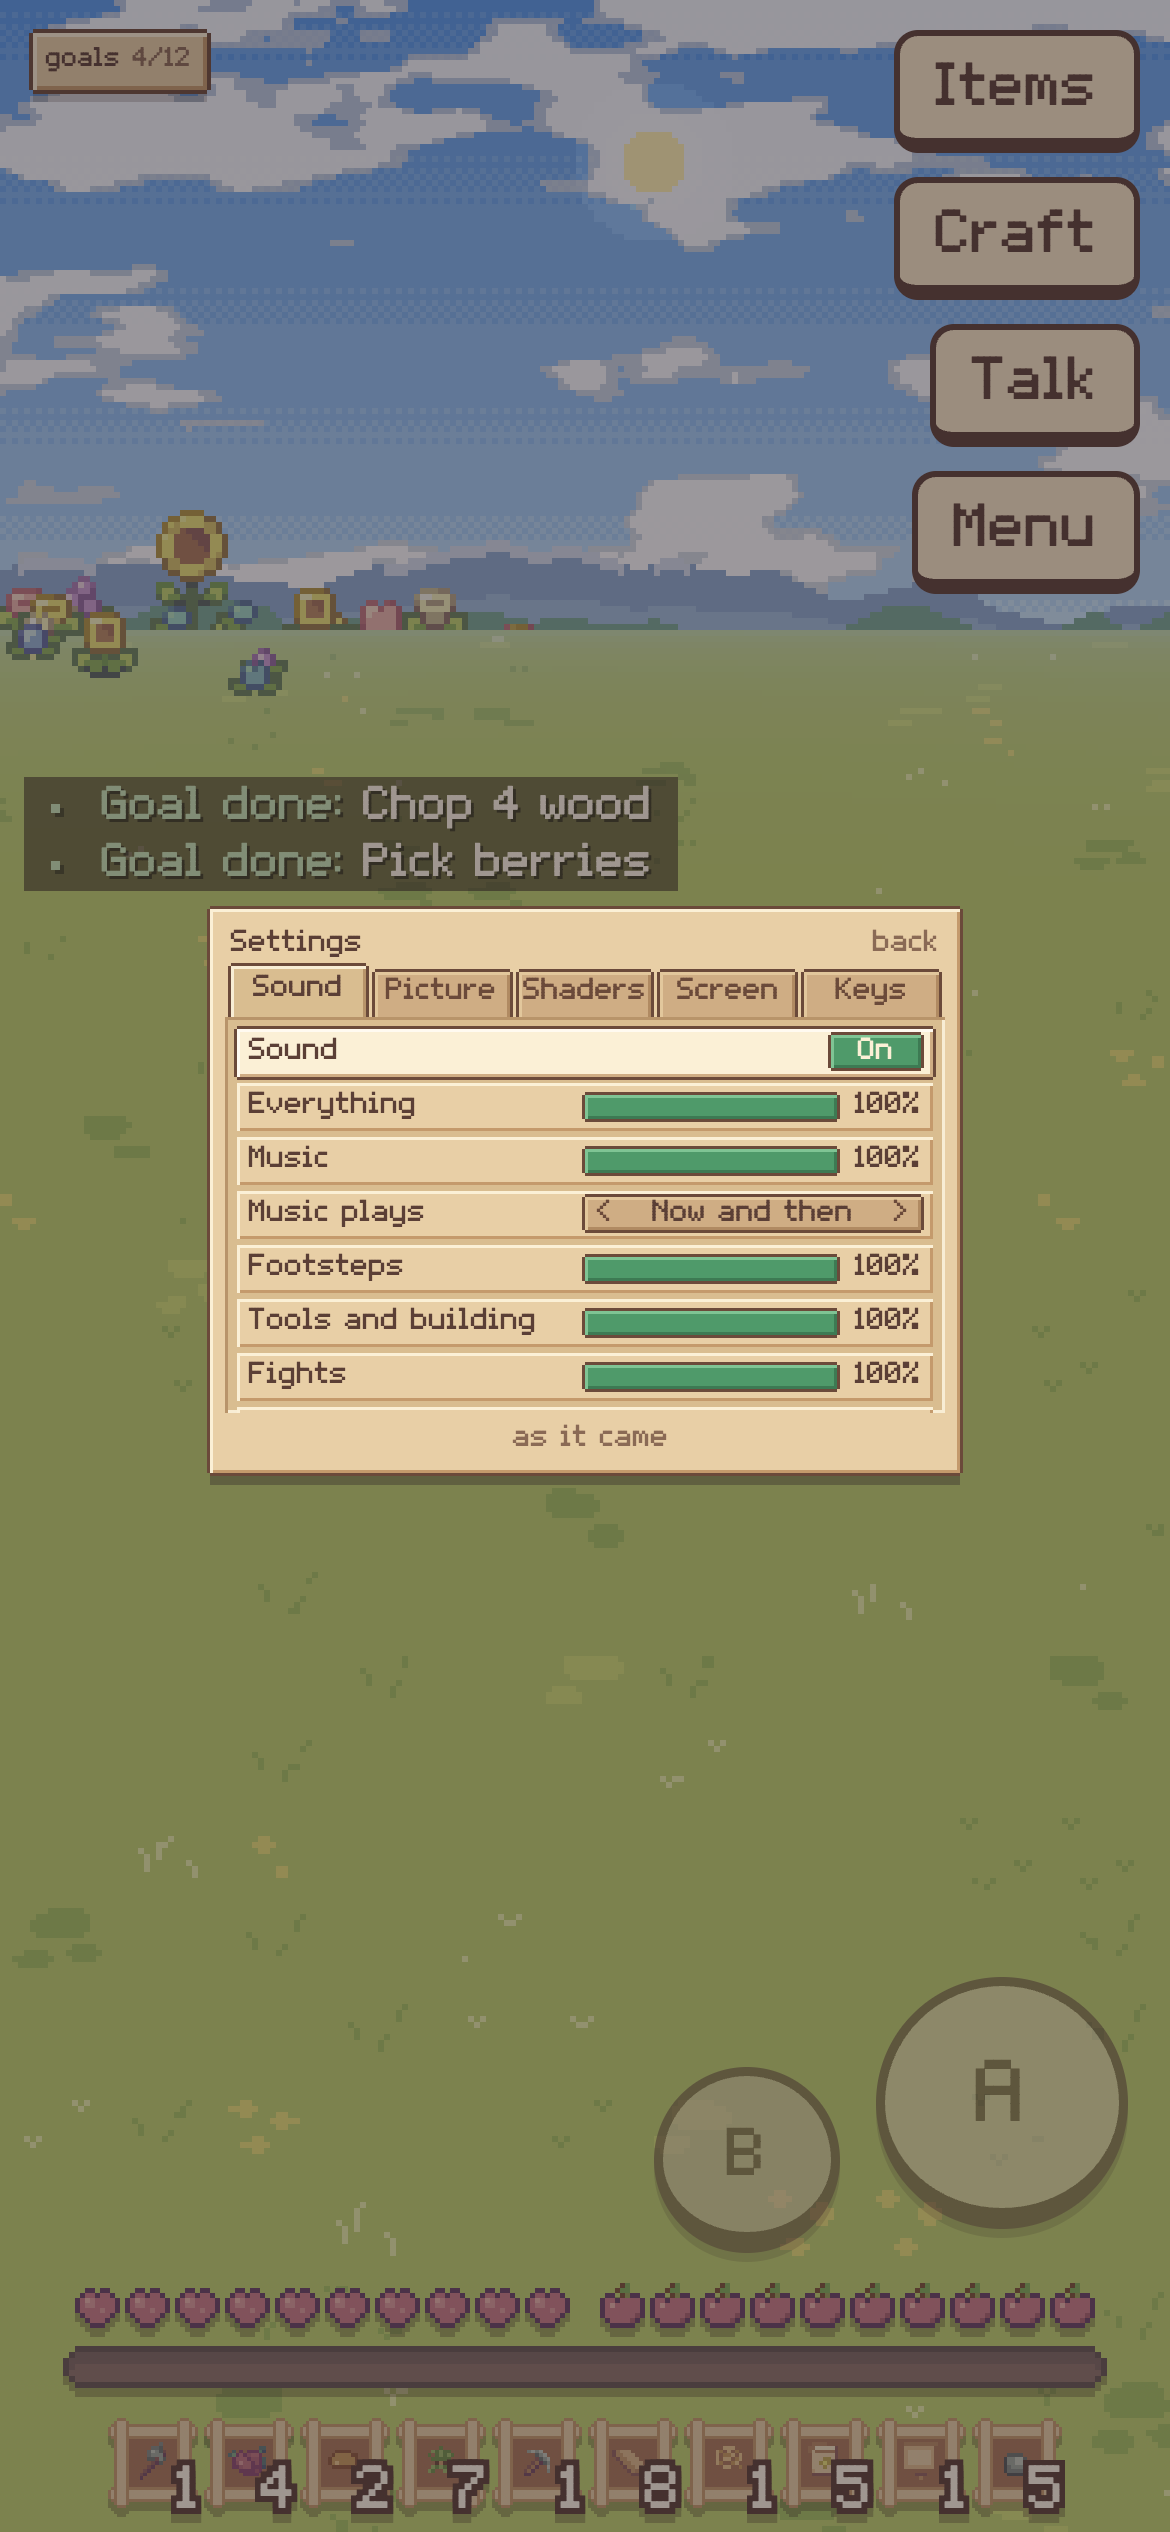 goals 4/12
Items
Craft
Talk
Menu
· Goal done: Chop 4 wood
· Goal done: Pick berries
Settings back
Sound Picture Shaders Screen Keys
Sound On
Everything 100%
Music 100%
Music plays < Now and then >
Footsteps 100%
Tools and building 100%
Fights 100%
as it came
A
B
1 4 2 7 1 8 1 5 1 5